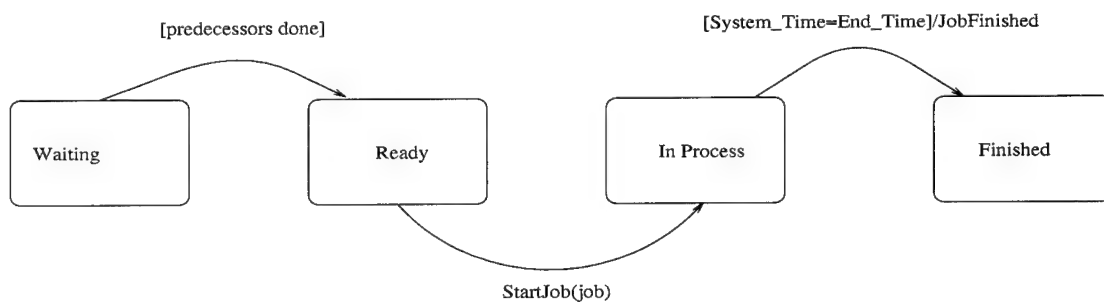 [predecessors done]
[System_Time=End_Time]/JobFinished
Waiting
Ready
In Process
Finished
StartJob(job)